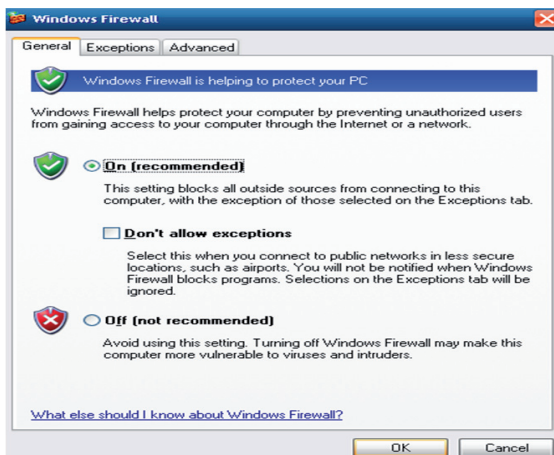 Windows Firewall
General Exceptions Advanced
Windows Firewall is helping to protect your PC
Windows Firewall helps protect your computer by preventing unauthorized users
from gaining access to your computer through the Internet or a network.
On (recommended)
This setting blocks all outside sources from connecting to this
computer, with the exception of those selected on the Exceptions tab.
Don't allow exceptions
Select this when you connect to public networks in less secure
locations, such as airports. You will not be notified when Windows
Firewall blocks programs. Selections on the Exceptions tab will be
ignored.
Off (not recommended)
Avoid using this setting. Turning off Windows Firewall may make this
computer more vulnerable to viruses and intruders.
What else should I know about Windows Firewall?
OK Cancel